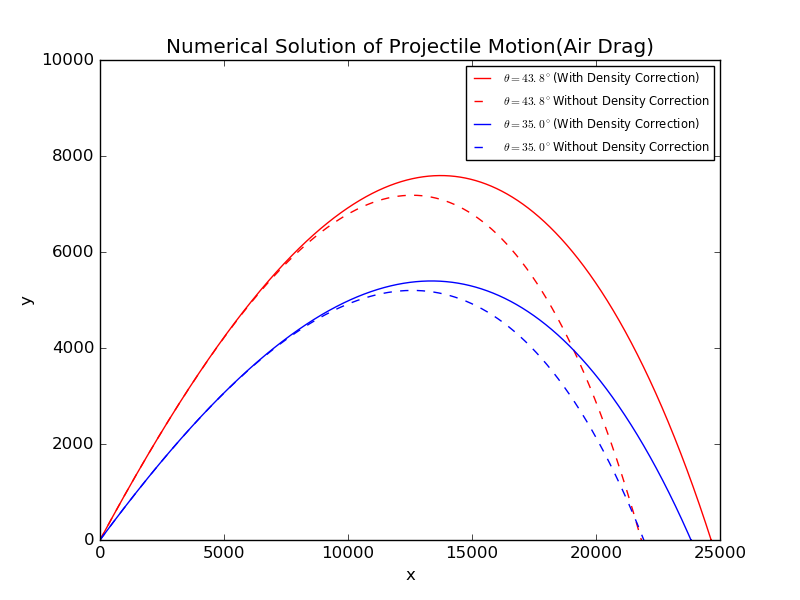 Numerical Solution of Projectile Motion(Air Drag)
10000
8000
6000
4000
2000
0
y
θ = 43.8° (With Density Correction)
θ = 43.8° Without Density Correction
θ = 35.0° (With Density Correction)
θ = 35.0° Without Density Correction
0 5000 10000 15000 20000 25000
x